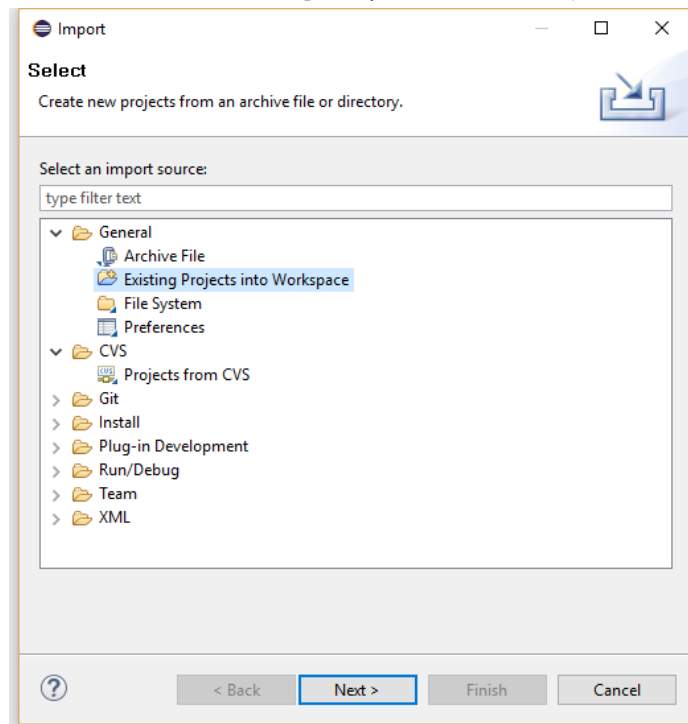 Import
Select
Create new projects from an archive file or directory.
Select an import source:
type filter text
General
Archive File
Existing Projects into Workspace
File System
Preferences
CVS
Projects from CVS
Git
Install
Plug-in Development
Run/Debug
Team
XML
? < Back Next > Finish Cancel